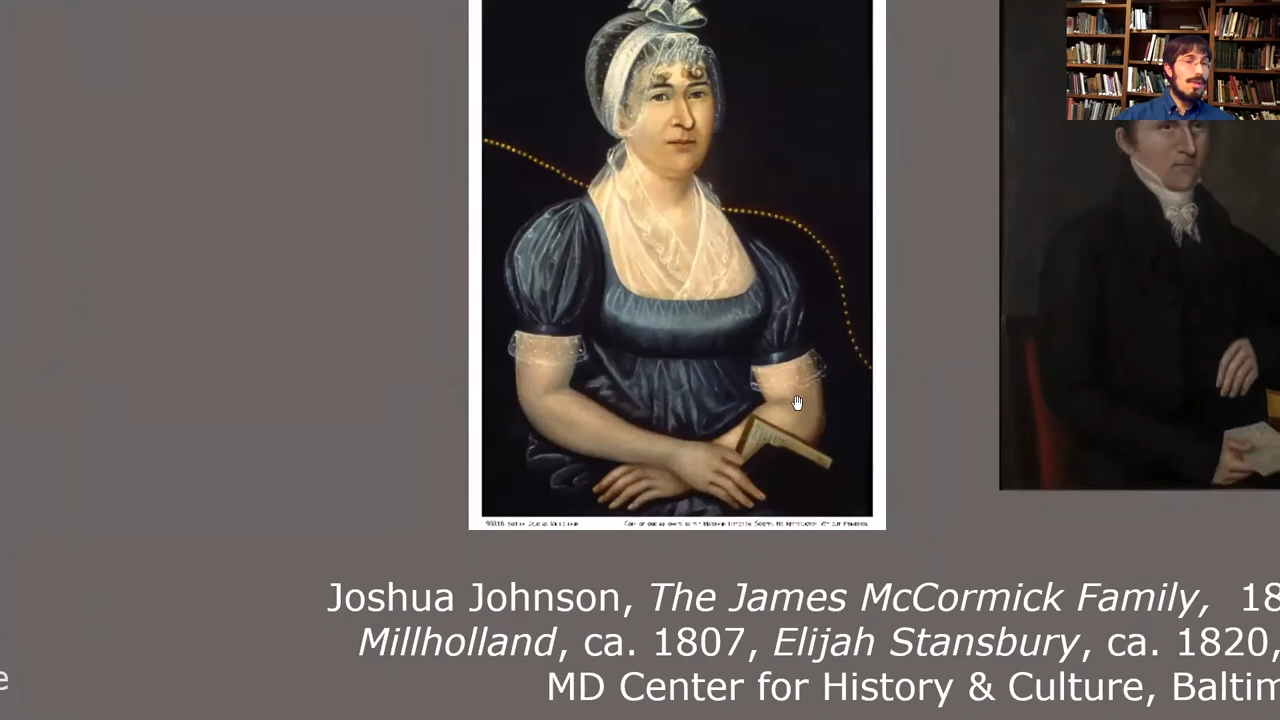 Joshua Johnson, The James McCormick Family, 18
Millholland, ca. 1807, Elijah Stansbury, ca. 1820,
MD Center for History & Culture, Baltim
e